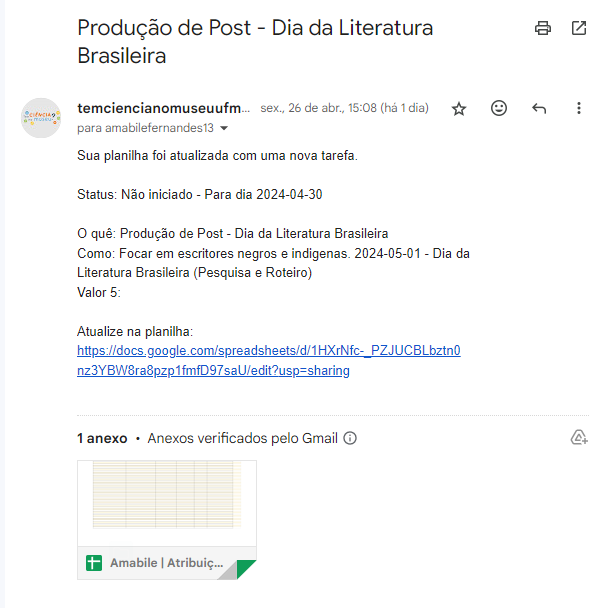 Produção de Post - Dia da Literatura
Brasileira
CIÊNCIA
MUSEU
temciencianomuseuufm...
sex., 26 de abr., 15:08 (há 1 dia)
para amabilefernandes13
Sua planilha foi atualizada com uma nova tarefa.
Status: Não iniciado - Para dia 2024-04-30
O quê: Produção de Post - Dia da Literatura Brasileira
Como: Focar em escritores negros e indigenas. 2024-05-01 - Dia da
Literatura Brasileira (Pesquisa e Roteiro)
Valor 5:
Atualize na planilha:
https://docs.google.com/spreadsheets/d/1HXrNfc-_PZJUCBLbztn0
nz3YBW8ra8pzp1fmfD97saU/edit?usp=sharing
1 anexo • Anexos verificados pelo Gmail
Amabile | Atribuiç...